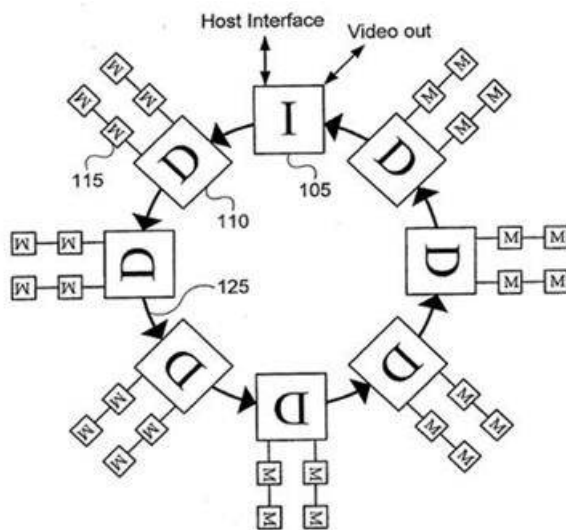 Host Interface
Video out
M M M M
M M I M M
115 D 105 D
110
M M D D M M
M M M M
125
D D
M M D M M
M M M M
M M
M M